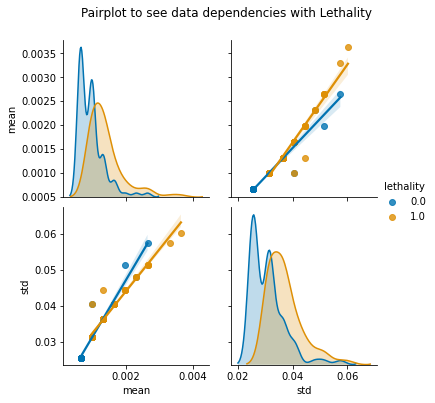 Pairplot to see data dependencies with Lethality
0.0035
0.0030
0.0025
0.0020
0.0015
0.0010
0.0005
mean
lethality
0.0
1.0
0.06
0.05
0.04
0.03
std
0.002 0.004
mean
0.02 0.04 0.06
std